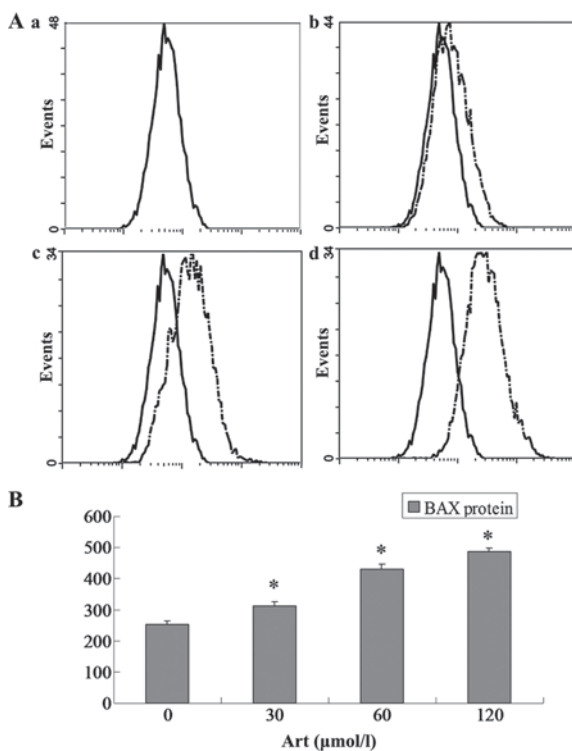 A a
48
Events
0
b
44
Events
0
c
34
Events
0
d
34
Events
0
B
BAX protein
600
500
400
300
200
100
0
*
*
*
0 30 60 120
Art (µmol/l)